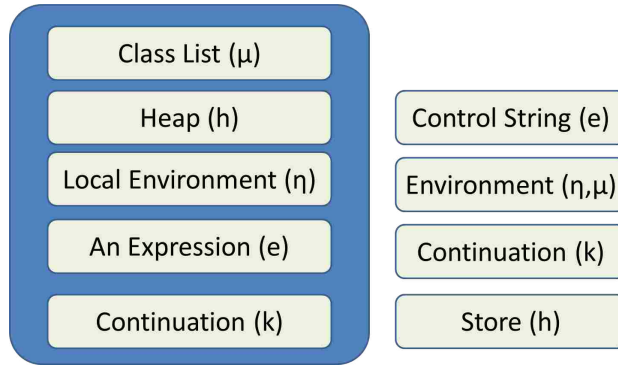 Class List (μ)
Heap (h)
Local Environment (η)
An Expression (e)
Continuation (k)
Control String (e)
Environment (η,μ)
Continuation (k)
Store (h)